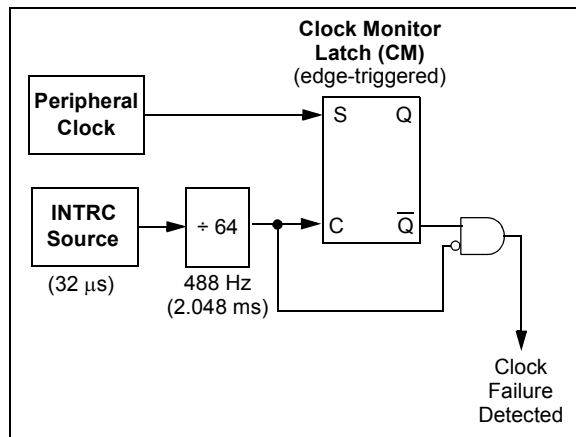 Clock Monitor
Latch (CM)
(edge-triggered)
Peripheral
Clock
S Q
INTRC
Source
÷ 64
C Q̅
(32 μs)
488 Hz
(2.048 ms)
Clock
Failure
Detected